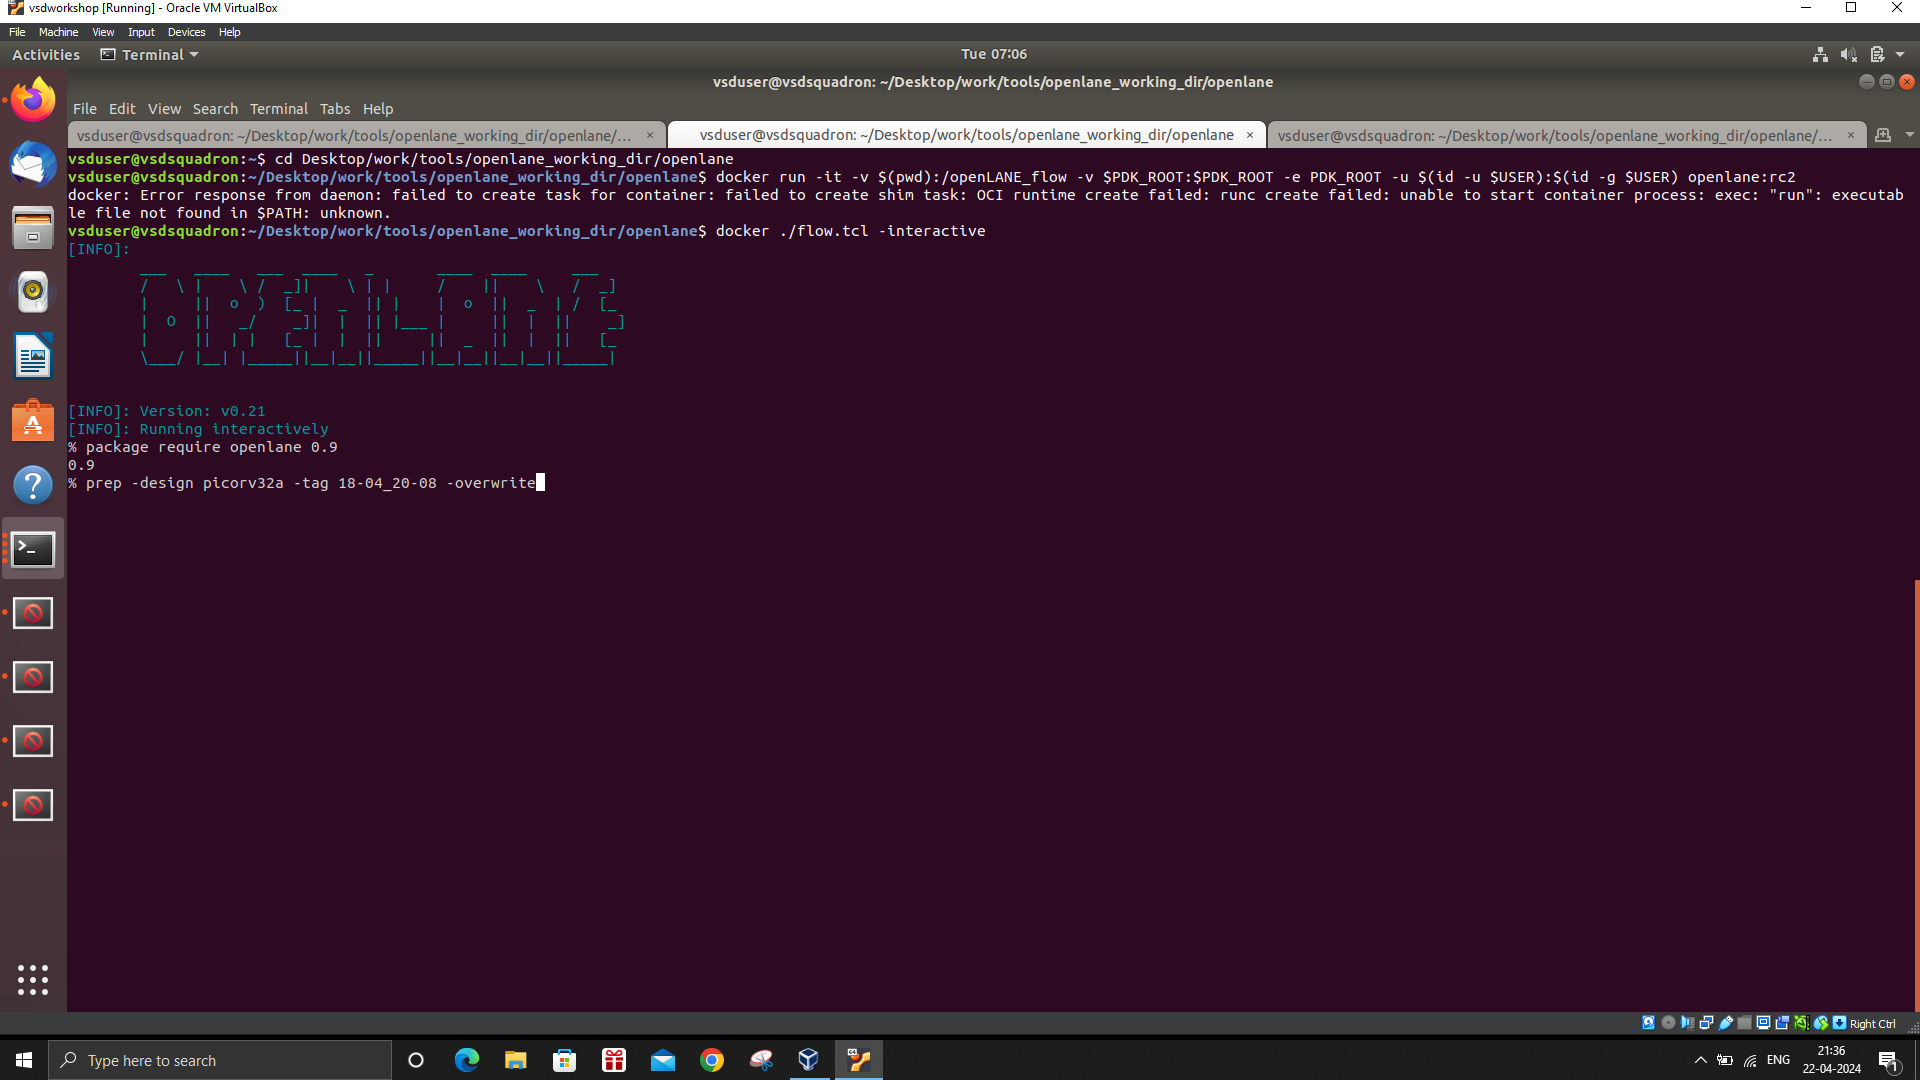 vsdworkshop [Running] - Oracle VM VirtualBox
File Machine View Input Devices Help
Activities Terminal Tue 07:06
vsduser@vsdsquadron: ~/Desktop/work/tools/openlane_working_dir/openlane
File Edit View Search Terminal Tabs Help
vsduser@vsdsquadron: ~/Desktop/work/tools/openlane_working_dir/openlane/... × vsduser@vsdsquadron: ~/Desktop/work/tools/openlane_working_dir/openlane × vsduser@vsdsquadron: ~/Desktop/work/tools/openlane_working_dir/openlane/... ×
vsduser@vsdsquadron:~$ cd Desktop/work/tools/openlane_working_dir/openlane
vsduser@vsdsquadron:~/Desktop/work/tools/openlane_working_dir/openlane$ docker run -it -v $(pwd):/openLANE_flow -v $PDK_ROOT:$PDK_ROOT -e PDK_ROOT -u $(id -u $USER):$(id -g $USER) openlane:rc2
docker: Error response from daemon: failed to create task for container: failed to create shim task: OCI runtime create failed: runc create failed: unable to start container process: exec: "run": executab
le file not found in $PATH: unknown.
vsduser@vsdsquadron:~/Desktop/work/tools/openlane_working_dir/openlane$ docker ./flow.tcl -interactive
[INFO]:
OPENLANE
[INFO]: Version: v0.21
[INFO]: Running interactively
% package require openlane 0.9
0.9
% prep -design picorv32a -tag 18-04_20-08 -overwrite
Right Ctrl
Type here to search
ENG
21:36
22-04-2024
1